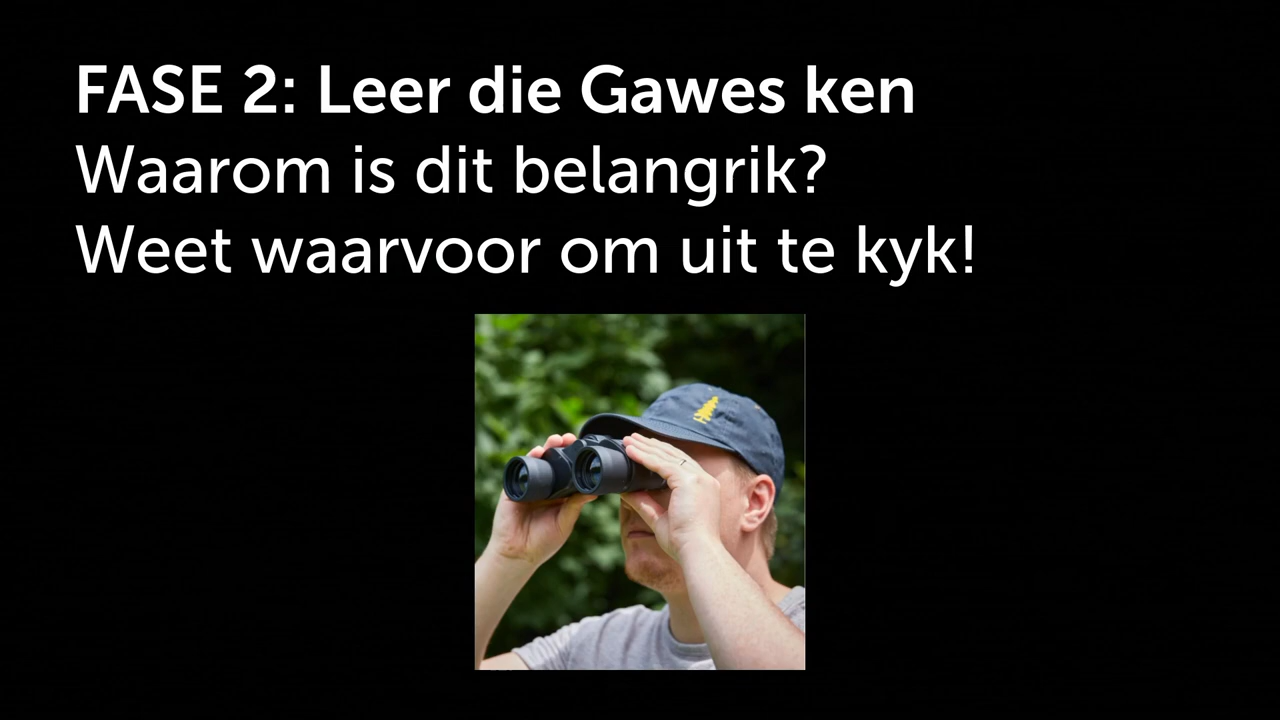 FASE 2: Leer die Gawes ken
Waarom is dit belangrik?
Weet waarvoor om uit te kyk!